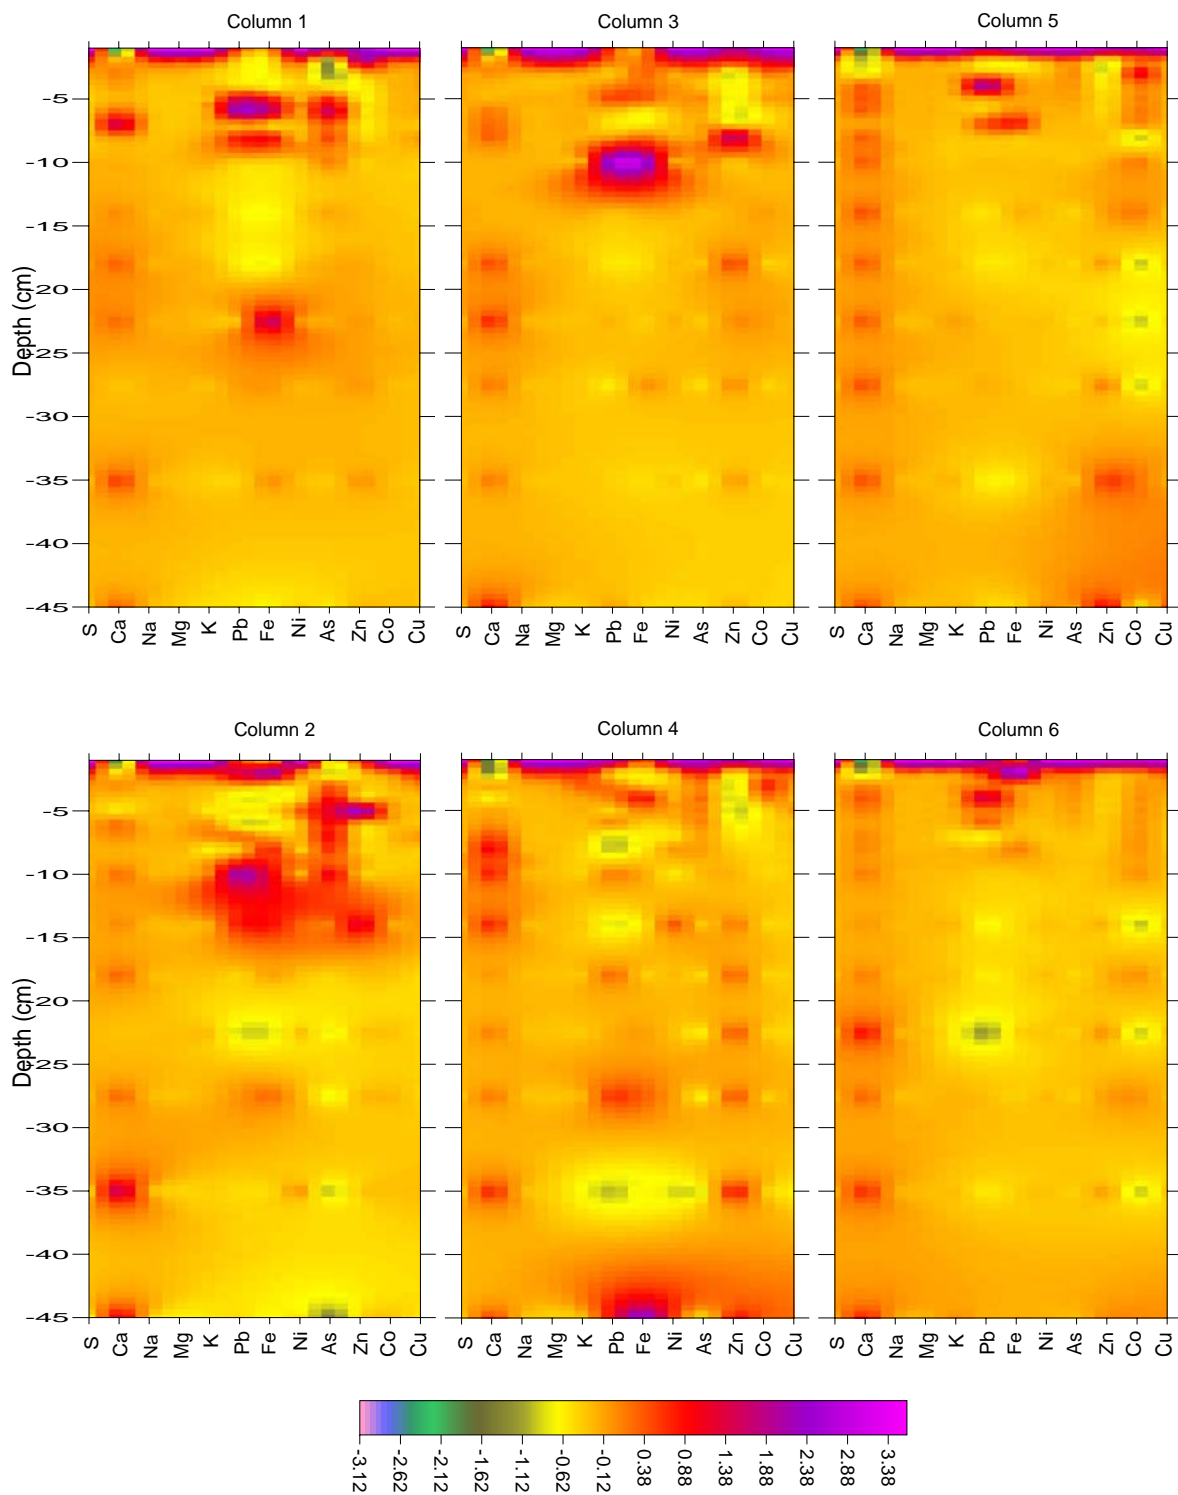 Column 1 Column 3 Column 5
Depth (cm)
-5
-10
-15
-20
-25
-30
-35
-40
-45
S Ca Na Mg K Pb Fe Ni As Zn Co Cu
S Ca Na Mg K Pb Fe Ni As Zn Co Cu
S Ca Na Mg K Pb Fe Ni As Zn Co Cu
Column 2 Column 4 Column 6
Depth (cm)
-5
-10
-15
-20
-25
-30
-35
-40
-45
S Ca Na Mg K Pb Fe Ni As Zn Co Cu
S Ca Na Mg K Pb Fe Ni As Zn Co Cu
S Ca Na Mg K Pb Fe Ni As Zn Co Cu
-3.12 -2.62 -2.12 -1.62 -1.12 -0.62 -0.12 0.38 0.88 1.38 1.88 2.38 2.88 3.38